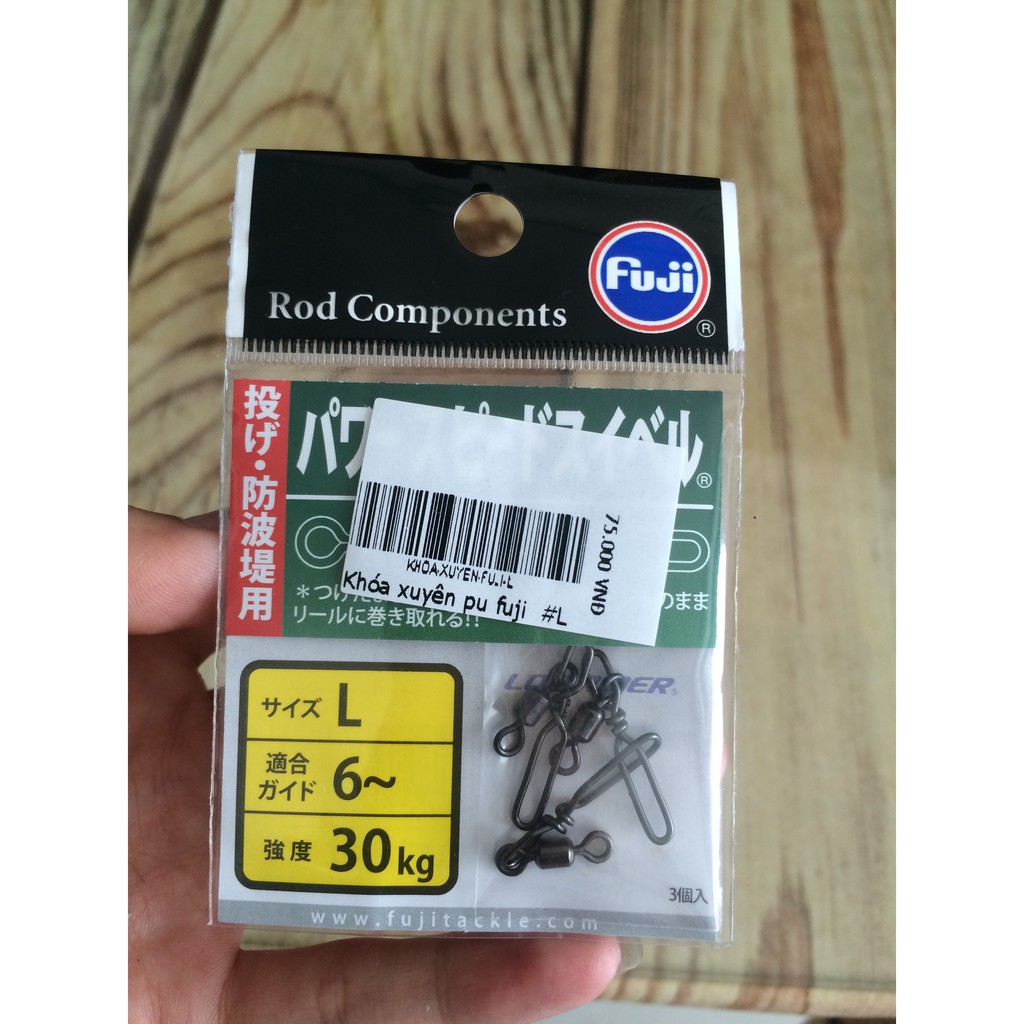 Rod Components
Fuji
®
投げ・防波堤用
パワ
ドスイベル®
75.000 VND
KHOA-XUYEN-FUJI-L
Khóa xuyên pu fuji #L
*つけ
のまま
リールに巻き取れる!!
サイズ L
適合
ガイド 6~
強度 30kg
3個入
www.fujitackle.com